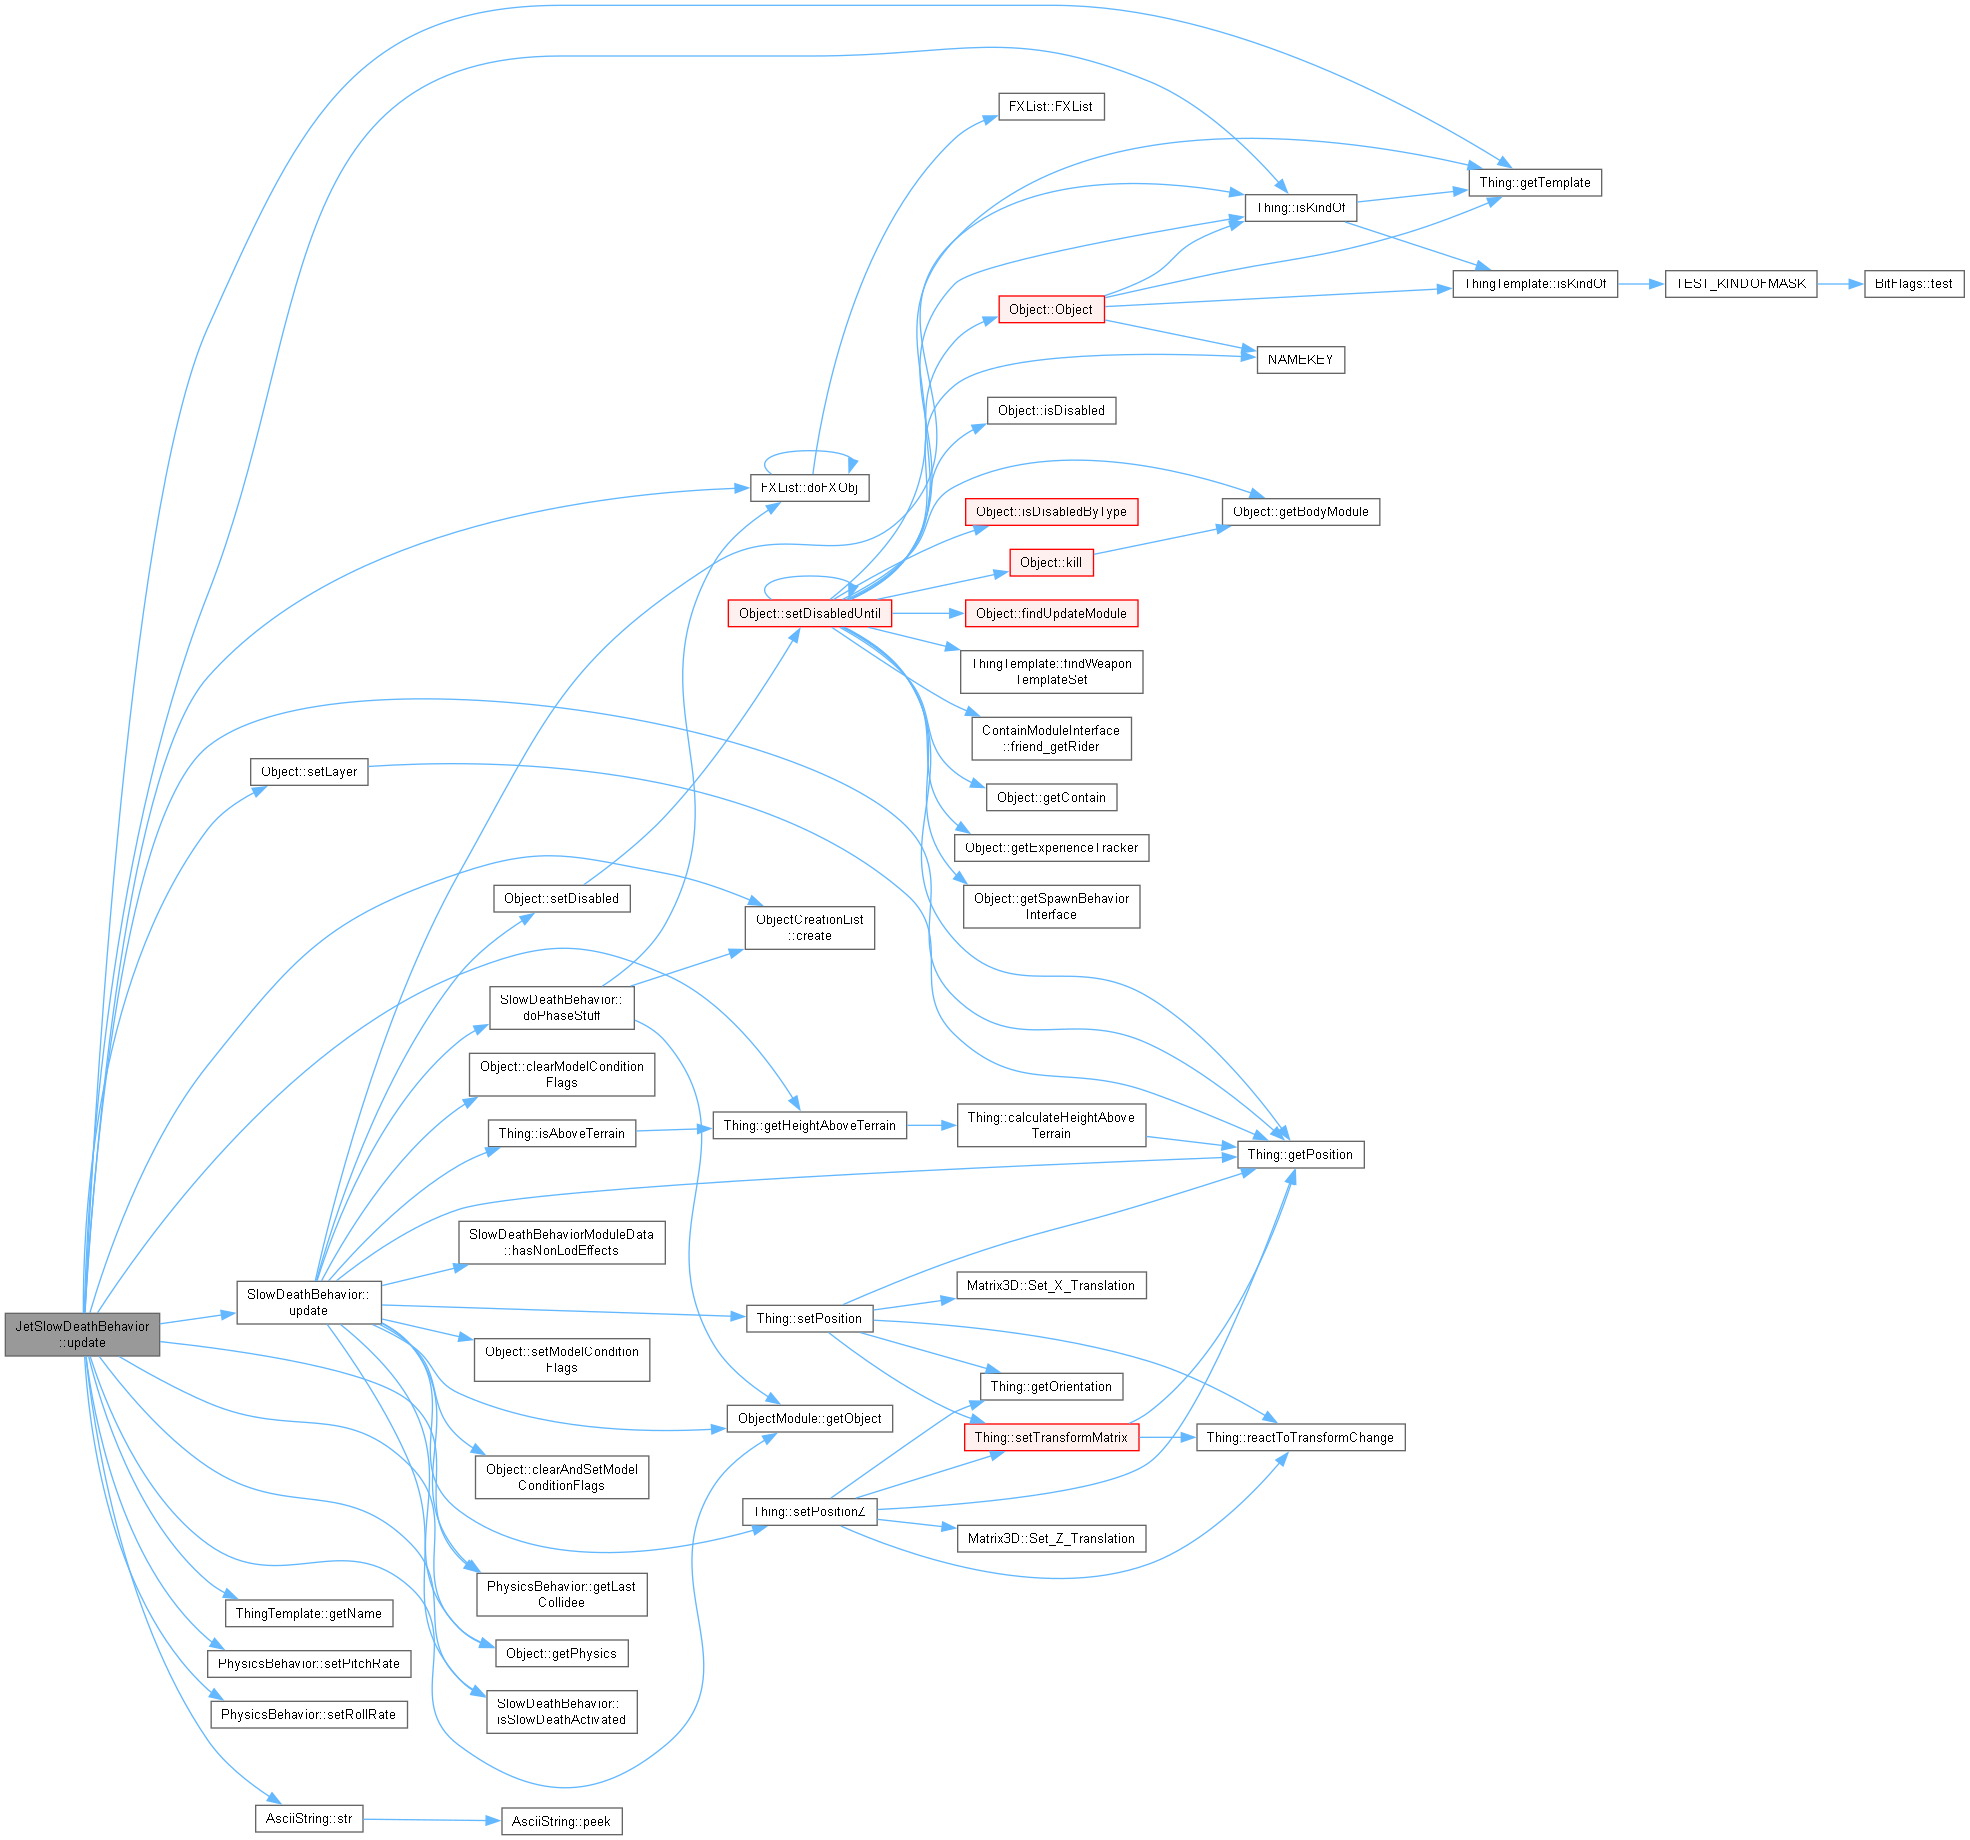 FXList::FXList
Thing::getTemplate
Thing::isKindOf
ThingTemplate::isKindOf
TEST_KINDOFMASK
BitFlags::test
Object::Object
NAMEKEY
Object::isDisabled
FXList::doFXObj
Object::isDisabledByType
Object::getBodyModule
Object::kill
Object::setDisabledUntil
Object::findUpdateModule
ThingTemplate::findWeapon
TemplateSet
ContainModuleInterface
::friend_getRider
Object::setLayer
Object::getContain
Object::getExperienceTracker
Object::setDisabled
Object::getSpawnBehavior
Interface
ObjectCreationList
::create
SlowDeathBehavior::
doPhaseStuff
Object::clearModelCondition
Flags
Thing::isAboveTerrain
Thing::getHeightAboveTerrain
Thing::calculateHeightAbove
Terrain
Thing::getPosition
SlowDeathBehaviorModuleData
::hasNonLodEffects
SlowDeathBehavior::
update
Matrix3D::Set_X_Translation
JetSlowDeathBehavior
::update
Thing::setPosition
Object::setModelCondition
Flags
Thing::getOrientation
ObjectModule::getObject
Thing::setTransformMatrix
Thing::reactToTransformChange
Object::clearAndSetModel
ConditionFlags
Thing::setPositionZ
Matrix3D::Set_Z_Translation
PhysicsBehavior::getLast
Collidee
ThingTemplate::getName
Object::getPhysics
PhysicsBehavior::setPitchRate
PhysicsBehavior::setRollRate
SlowDeathBehavior::
isSlowDeathActivated
AsciiString::str
AsciiString::peek